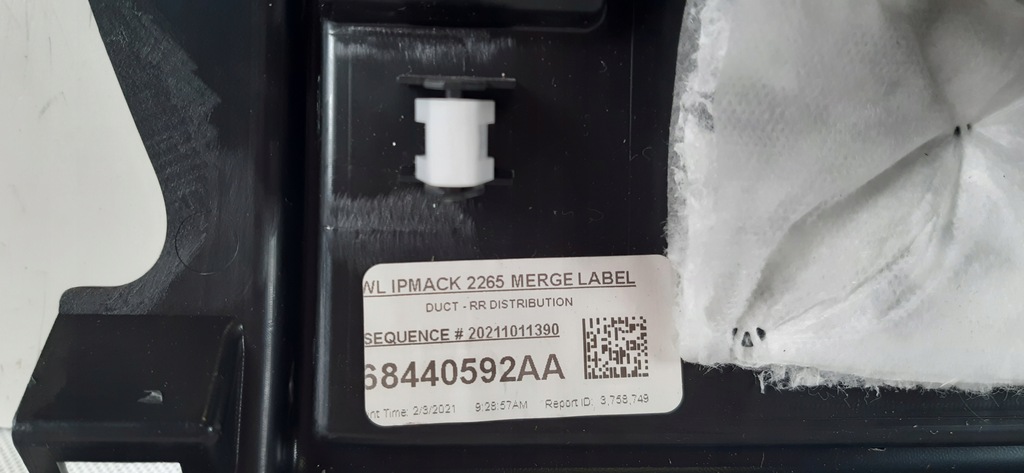 WL IPMACK 2265 MERGE LABEL
DUCT - RR DISTRIBUTION
SEQUENCE # 20211011390
68440592AA
nt Time: 2/3/2021 9:28:57AM Report ID: 3,758,749